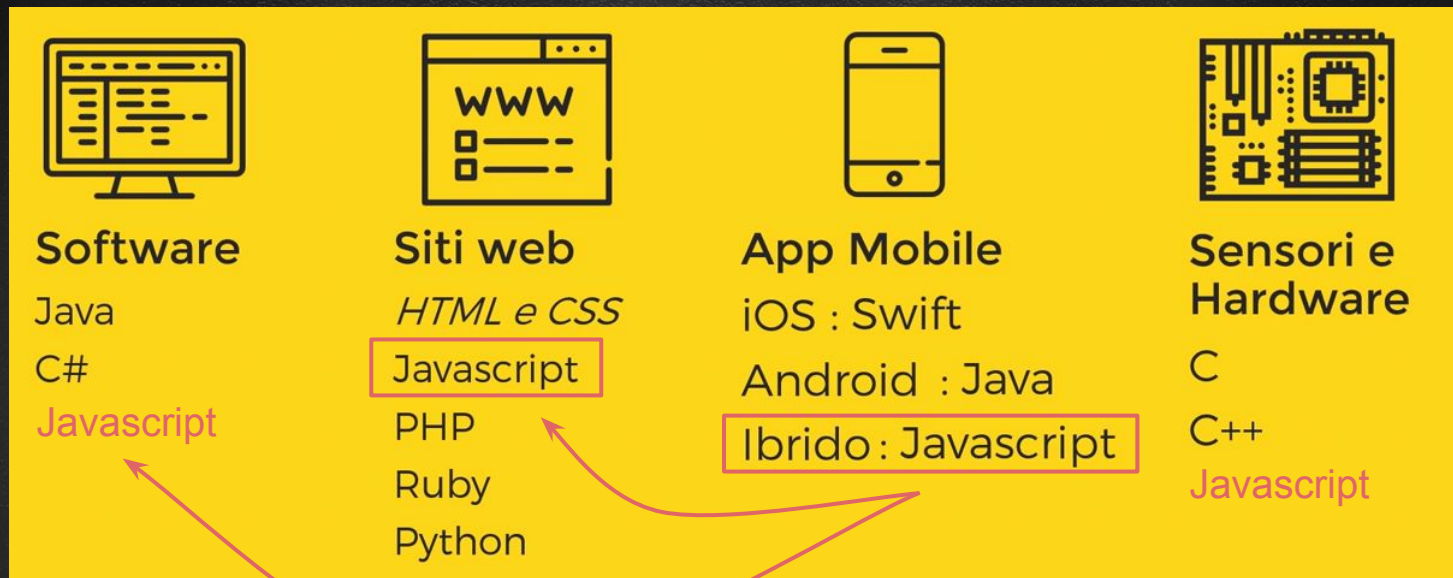 WWW
Software
Java
C#
Javascript
Siti web
HTML e CSS
Javascript
PHP
Ruby
Python
App Mobile
iOS : Swift
Android : Java
Ibrido : Javascript
Sensori e
Hardware
C
C++
Javascript